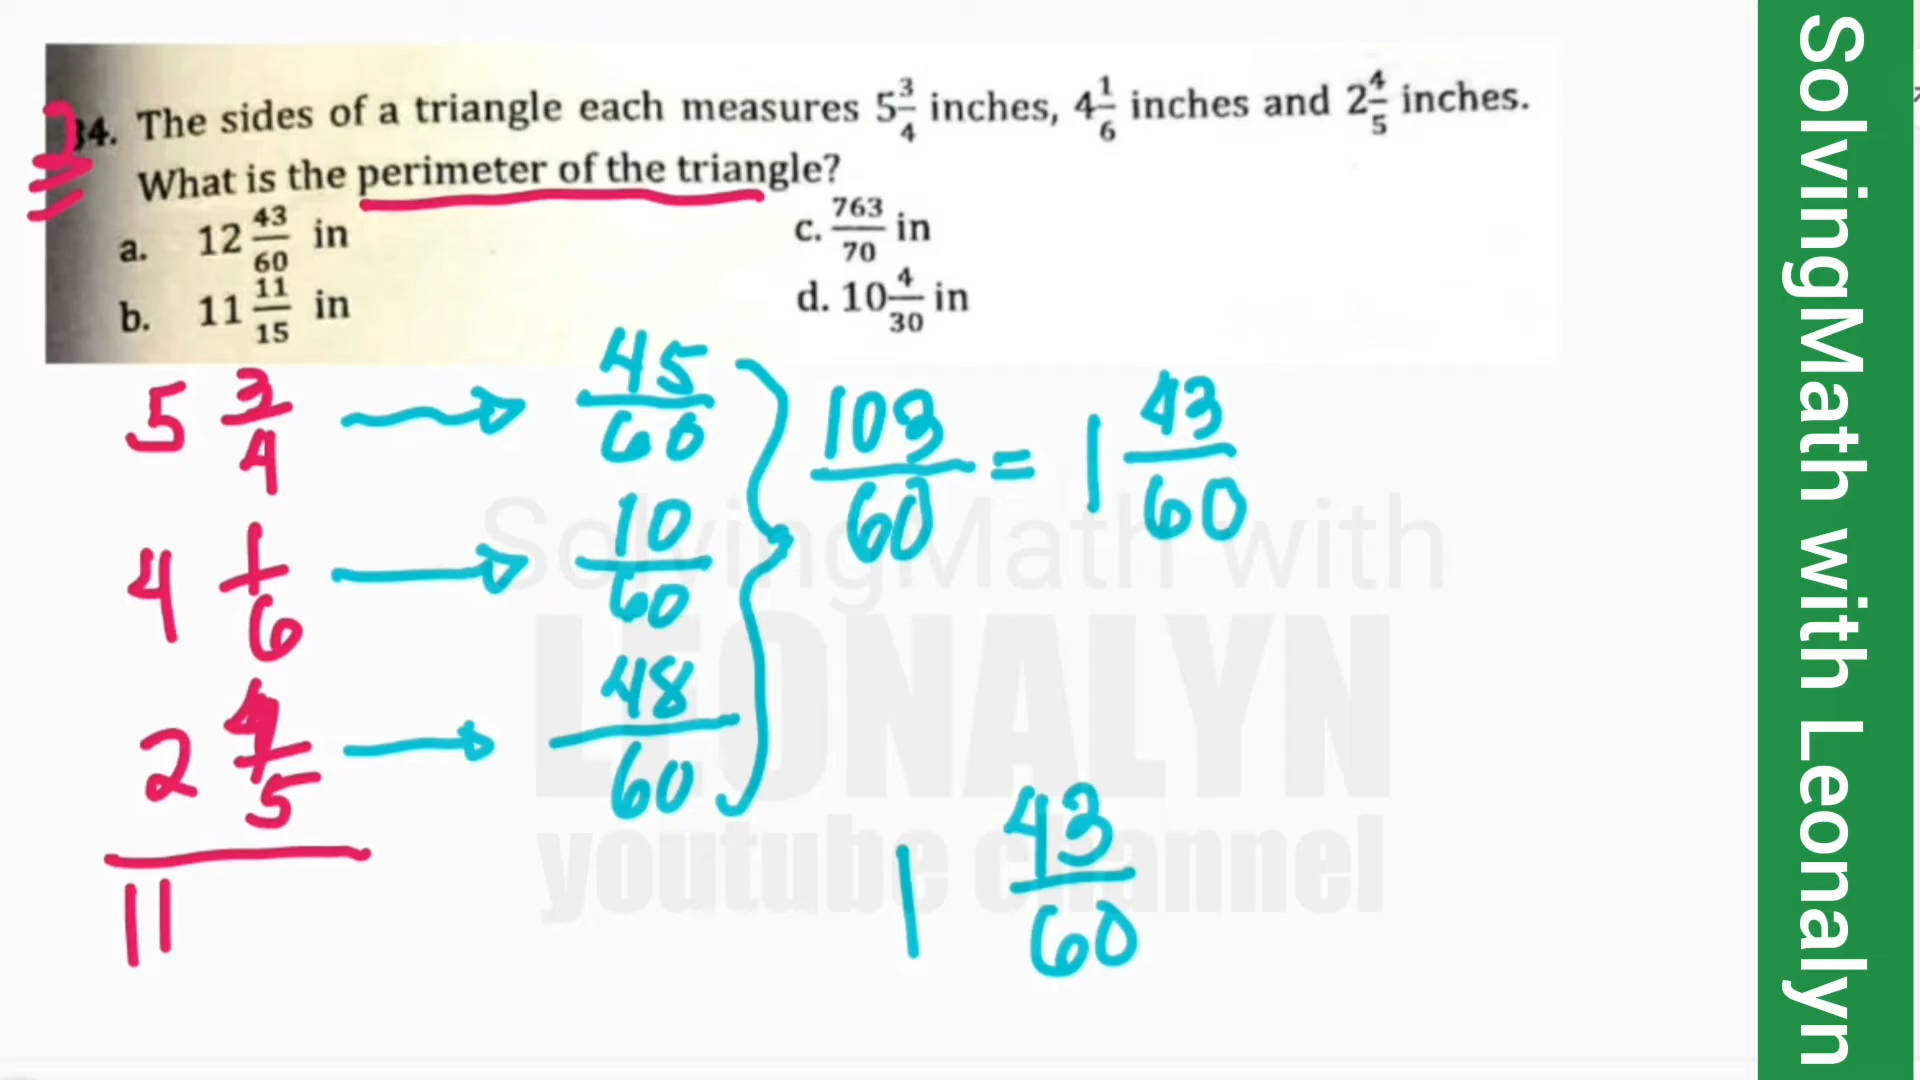 34. The sides of a triangle each measures 5 3/4 inches, 4 1/6 inches and 2 4/5 inches.
What is the perimeter of the triangle?
a. 12 43/60 in
b. 11 11/15 in
c. 763/70 in
d. 10 4/30 in
5 3/4 → 45/60
4 1/6 → 10/60
2 4/5 → 48/60
103/60 = 1 43/60
11
1 43/60
SolvingMath with
LEONALYN
youtube channel
SolvingMath with Leonalyn